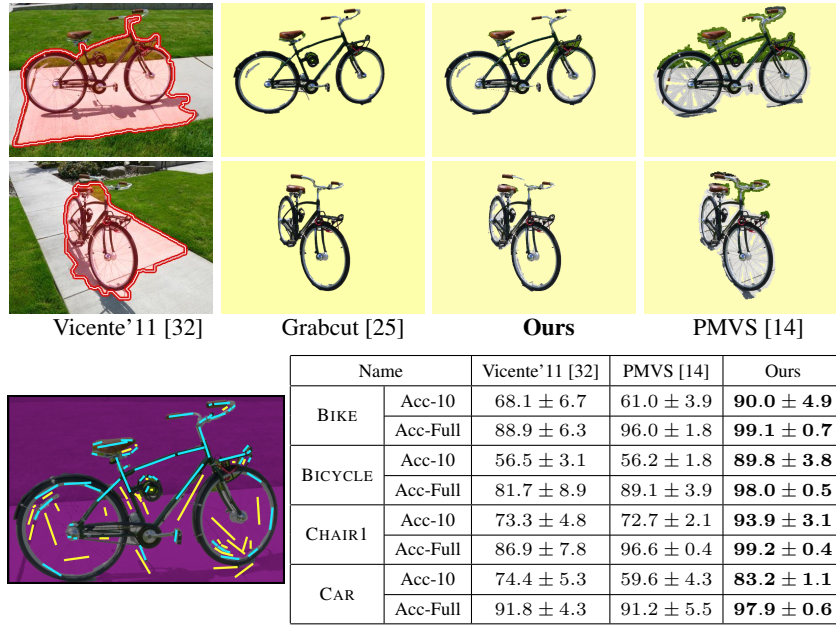 Vicente'11 [32] Grabcut [25] Ours PMVS [14]
Name Vicente'11 [32] PMVS [14] Ours
BIKE Acc-10 68.1 ± 6.7 61.0 ± 3.9 90.0 ± 4.9
Acc-Full 88.9 ± 6.3 96.0 ± 1.8 99.1 ± 0.7
BICYCLE Acc-10 56.5 ± 3.1 56.2 ± 1.8 89.8 ± 3.8
Acc-Full 81.7 ± 8.9 89.1 ± 3.9 98.0 ± 0.5
CHAIR1 Acc-10 73.3 ± 4.8 72.7 ± 2.1 93.9 ± 3.1
Acc-Full 86.9 ± 7.8 96.6 ± 0.4 99.2 ± 0.4
CAR Acc-10 74.4 ± 5.3 59.6 ± 4.3 83.2 ± 1.1
Acc-Full 91.8 ± 4.3 91.2 ± 5.5 97.9 ± 0.6